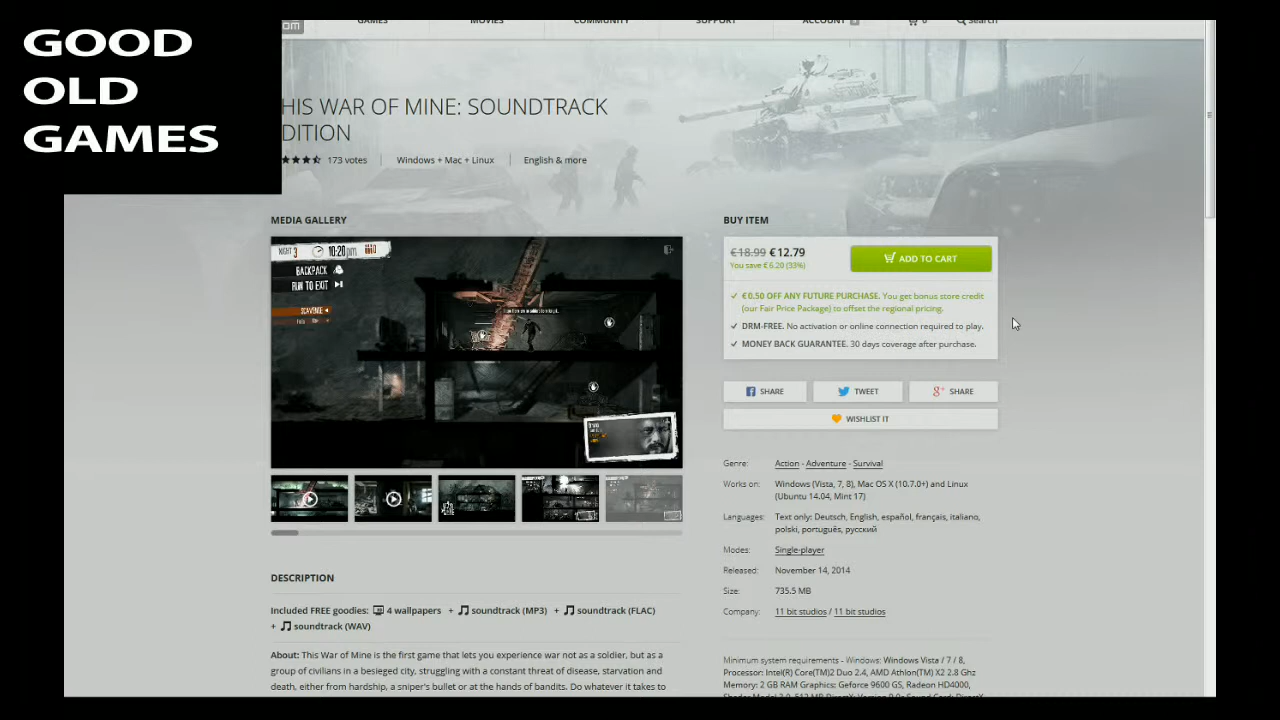 GOOD
OLD
GAMES
GAMES
MOVIES
COMMUNITY
SUPPORT
ACCOUNT
0
Search
HIS WAR OF MINE: SOUNDTRACK
DITION
173 votes
Windows + Mac + Linux
English & more
MEDIA GALLERY
NIGHT 3
10:20 pm
BACKPACK
RUN TO EXIT
SCAVENGE
BUY ITEM
€18.99 €12.79
You save € 6.20 (33%)
ADD TO CART
€0.50 OFF ANY FUTURE PURCHASE. You get bonus store credit
(our Fair Price Package) to offset the regional pricing.
DRM-FREE. No activation or online connection required to play.
MONEY BACK GUARANTEE. 30 days coverage after purchase.
SHARE
TWEET
SHARE
WISHLIST IT
Genre: Action - Adventure - Survival
Works on: Windows (Vista, 7, 8), Mac OS X (10.7.0+) and Linux
(Ubuntu 14.04, Mint 17)
Languages: Text only: Deutsch, English, español, français, italiano,
polski, português, русский
Modes: Single-player
Released: November 14, 2014
Size: 735.5 MB
Company: 11 bit studios / 11 bit studios
Minimum system requirements - Windows: Windows Vista / 7 / 8,
Processor: Intel(R) Core(TM)2 Duo 2.4, AMD Athlon(TM) X2 2.8 Ghz
Memory: 2 GB RAM Graphics: Geforce 9600 GS, Radeon HD4000,
DESCRIPTION
Included FREE goodies: 4 wallpapers + soundtrack (MP3) + soundtrack (FLAC)
+ soundtrack (WAV)
About: This War of Mine is the first game that lets you experience war not as a soldier, but as a
group of civilians in a besieged city, struggling with a constant threat of disease, starvation and
death, either from hardship, a sniper's bullet or at the hands of bandits. Do whatever it takes to